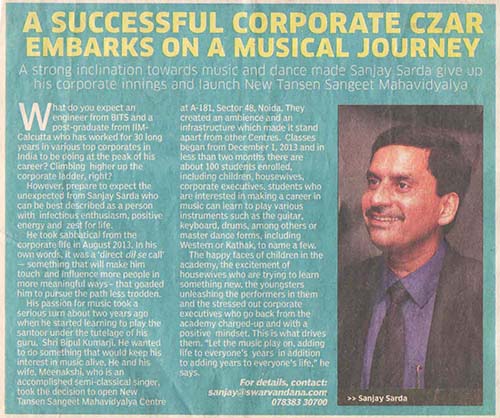 A SUCCESSFUL CORPORATE CZAR
EMBARKS ON A MUSICAL JOURNEY
A strong inclination towards music and dance made Sanjay Sarda give up
his corporate innings and launch New Tansen Sangeet Mahavidyalya
What do you expect an
engineer from BITS and a
post-graduate from IIM-
Calcutta who has worked for 30 long
years in various top corporates in
India to be doing at the peak of his
career? Climbing higher up the
corporate ladder, right?
However, prepare to expect the
unexpected from Sanjay Sarda who
can be best described as a person
with infectious enthusiasm, positive
energy and zest for life.
He took sabbatical from the
corporate life in August 2013. In his
own words, it was a 'direct dil se call'
— something that will make him
touch and influence more people in
more meaningful ways – that goaded
him to pursue the path less trodden.
His passion for music took a
serious turn about two years ago
when he started learning to play the
santoor under the tutelage of his
guru, Shri Bipul Kumarji. He wanted
to do something that would keep his
interest in music alive. He and his
wife, Meenakshi, who is an
accomplished semi-classical singer,
took the decision to open New
Tansen Sangeet Mahavidyalya Centre
at A-181, Sector 48, Noida. They
created an ambience and an
infrastructure which made it stand
apart from other Centres. Classes
began from December 1, 2013 and in
less than two months there are
about 100 students enrolled,
including children, housewives,
corporate executives, students who
are interested in making a career in
music can learn to play various
instruments such as the guitar,
keyboard, drums, among others or
master dance forms, including
Western or Kathak, to name a few.
The happy faces of children in the
academy, the excitement of
housewives who are trying to learn
something new, the youngsters
unleashing the performers in them
and the stressed out corporate
executives who go back from the
academy charged-up and with a
positive mindset. This is what drives
them. "Let the music play on, adding
life to everyone's years in addition
to adding years to everyone's life," he
says.
For details, contact:
sanjay@swarvandana.com
078383 30700
>> Sanjay Sarda